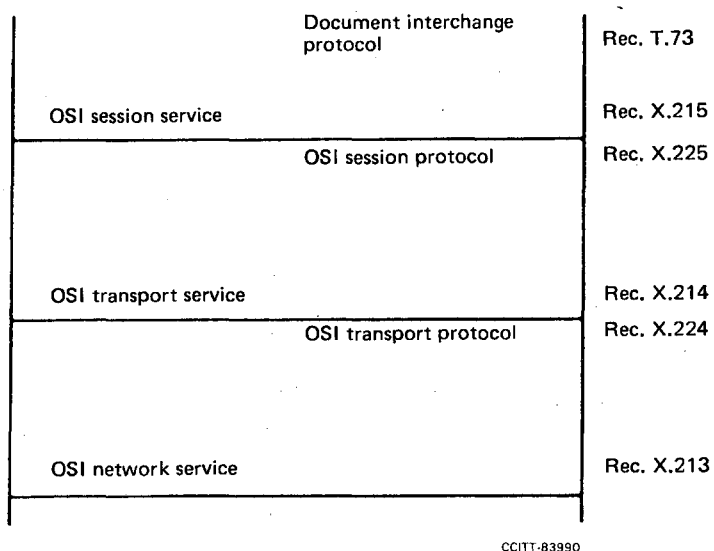 Document interchange
protocol
Rec. T.73
OSI session service
Rec. X.215
OSI session protocol
Rec. X.225
OSI transport service
Rec. X.214
OSI transport protocol
Rec. X.224
OSI network service
Rec. X.213
CCITT-83990